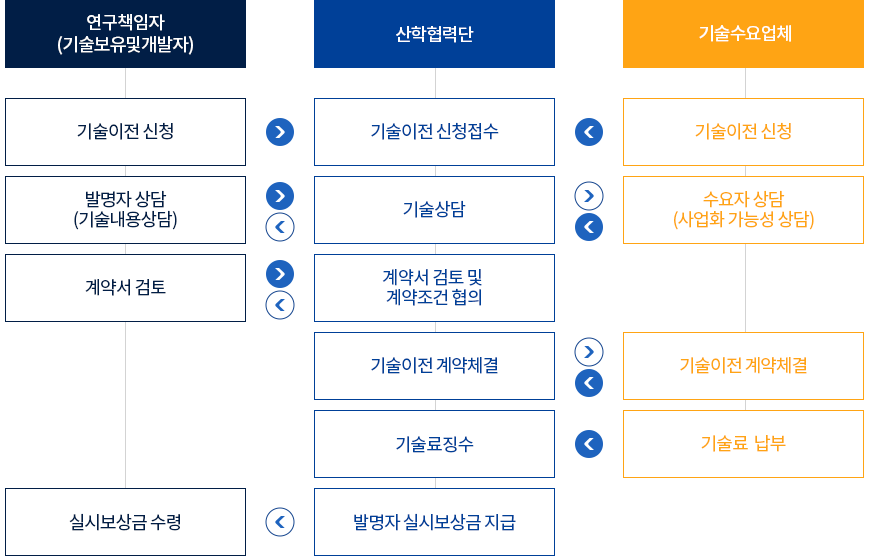 연구책임자
(기술보유및개발자)
산학협력단
기술수요업체
기술이전 신청
기술이전 신청접수
기술이전 신청
발명자 상담
(기술내용상담)
기술상담
수요자 상담
(사업화 가능성 상담)
계약서 검토
계약서 검토 및
계약조건 협의
기술이전 계약체결
기술이전 계약체결
기술료징수
기술료 납부
실시보상금 수령
발명자 실시보상금 지급